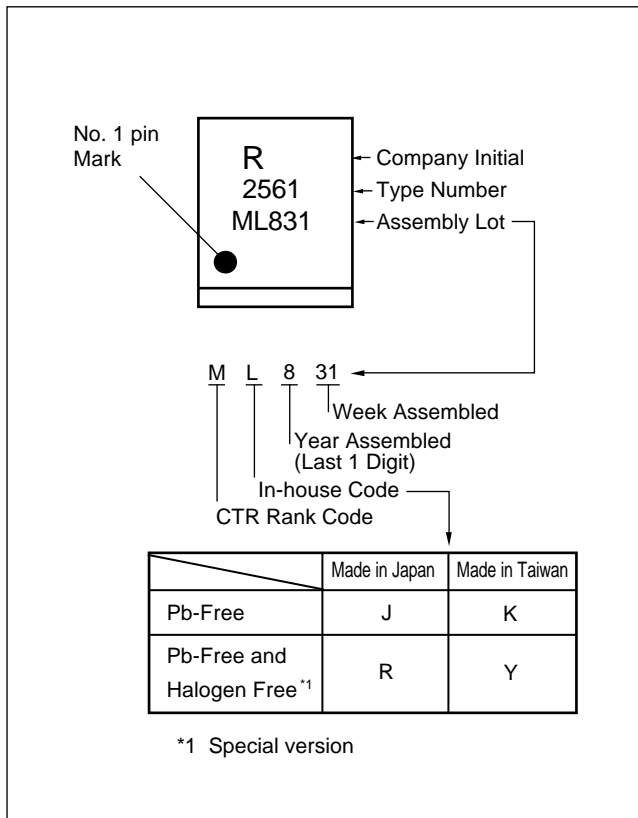 No. 1 pin
Mark
R
2561
ML831
Company Initial
Type Number
Assembly Lot
M L 8 31
Week Assembled
Year Assembled
(Last 1 Digit)
In-house Code
CTR Rank Code
Made in Japan Made in Taiwan
Pb-Free J K
Pb-Free and
Halogen Free*1 R Y
*1 Special version